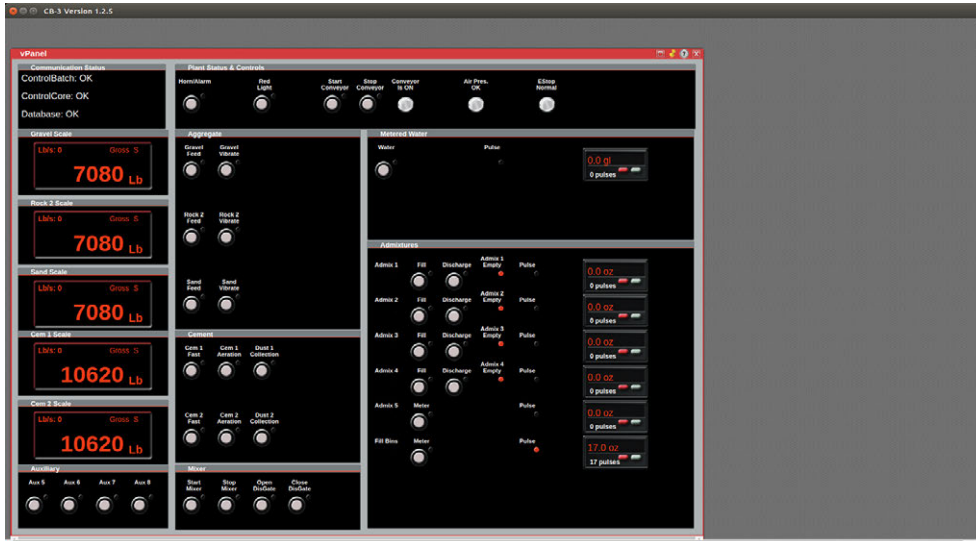 CB-3 Version 1.2.5
vPanel
Communication Status
ControlBatch: OK
ControlCore: OK
Database: OK
Plant Status & Controls
Horn/Alarm
Red Light
Start Conveyor
Stop Conveyor
Conveyor Is ON
Air Pres. OK
EStop Normal
Gravel Scale
Lb/s: 0 Gross S
7080 Lb
Rock 2 Scale
Lb/s: 0 Gross S
7080 Lb
Sand Scale
Lb/s: 0 Gross S
7080 Lb
Cem 1 Scale
Lb/s: 0 Gross S
10620 Lb
Cem 2 Scale
Lb/s: 0 Gross S
10620 Lb
Auxiliary
Aux 5 Aux 6 Aux 7 Aux 8
Aggregate
Gravel Feed
Gravel Vibrate
Rock 2 Feed
Rock 2 Vibrate
Sand Feed
Sand Vibrate
Cement
Cem 1 Fast
Cem 1 Aeration
Dust 1 Collection
Cem 2 Fast
Cem 2 Aeration
Dust 2 Collection
Mixer
Start Mixer
Stop Mixer
Open DisGate
Close DisGate
Metered Water
Water Pulse
0.0 gl
0 pulses
Admixtures
Admix 1 Fill Discharge Admix 1 Empty Pulse
0.0 oz
0 pulses
Admix 2 Fill Discharge Admix 2 Empty Pulse
0.0 oz
0 pulses
Admix 3 Fill Discharge Admix 3 Empty Pulse
0.0 oz
0 pulses
Admix 4 Fill Discharge Admix 4 Empty Pulse
0.0 oz
0 pulses
Admix 5 Meter Pulse
0.0 oz
0 pulses
Fill Bins Meter Pulse
17.0 oz
17 pulses